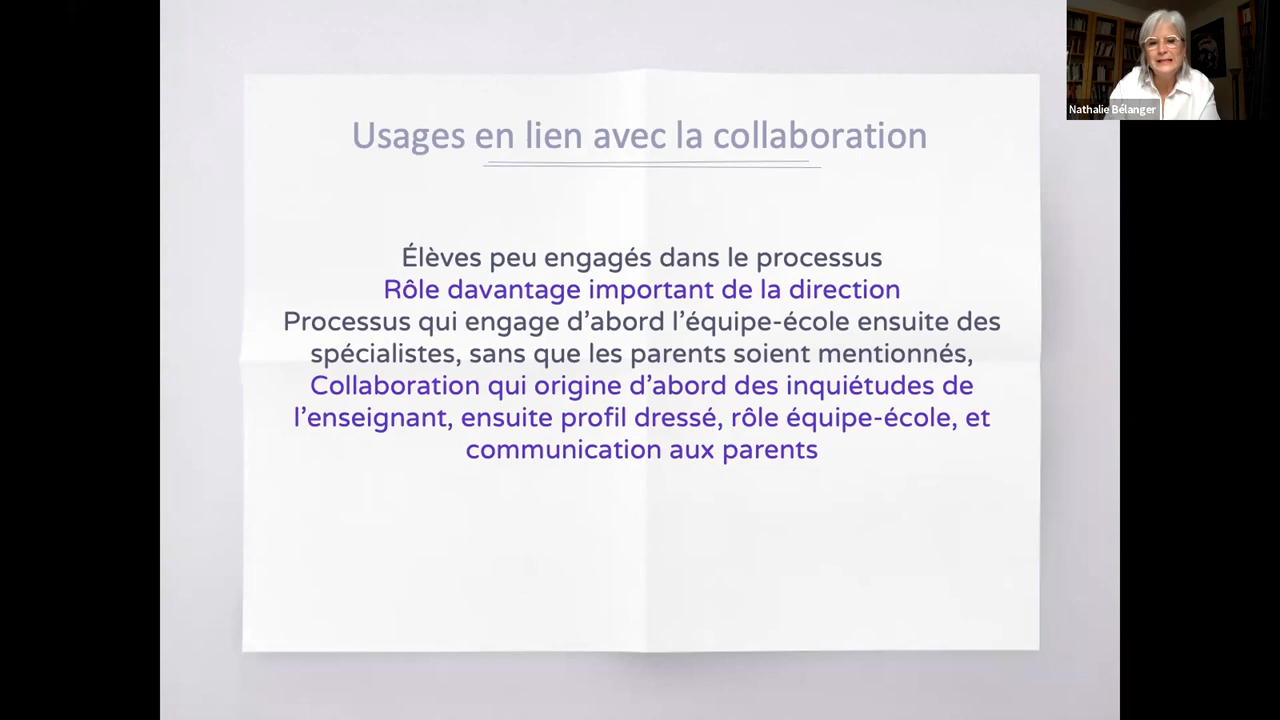 Nathalie Bélanger
Usages en lien avec la collaboration
Élèves peu engagés dans le processus
Rôle davantage important de la direction
Processus qui engage d’abord l’équipe-école ensuite des
spécialistes, sans que les parents soient mentionnés,
Collaboration qui origine d’abord des inquiétudes de
l’enseignant, ensuite profil dressé, rôle équipe-école, et
communication aux parents